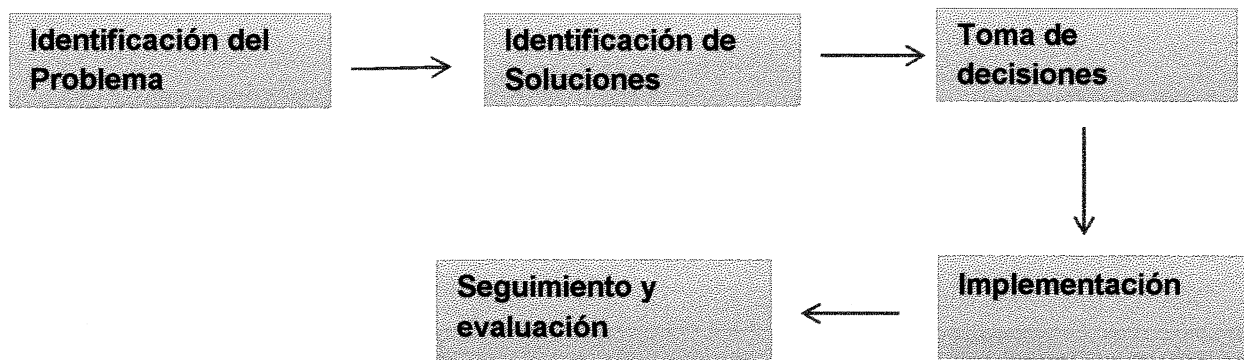 Identificación del
Problema
Identificación de
Soluciones
Toma de
decisiones
Implementación
Seguimiento y
evaluación